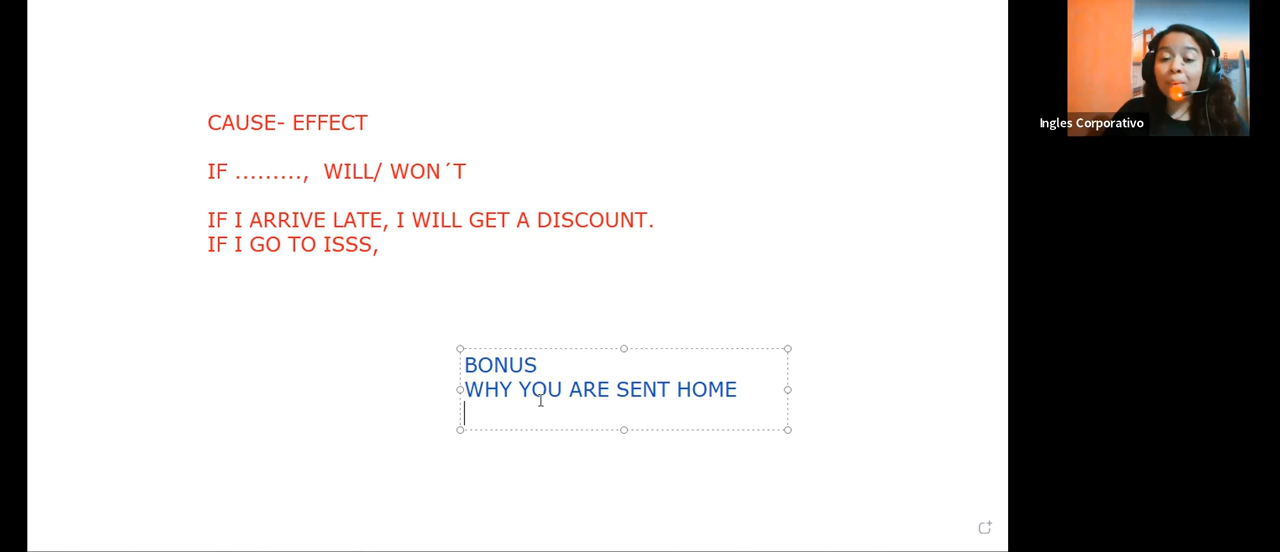 CAUSE- EFFECT
IF ........., WILL/ WON´T
IF I ARRIVE LATE, I WILL GET A DISCOUNT.
IF I GO TO ISSS,
BONUS
WHY YOU ARE SENT HOME
Ingles Corporativo